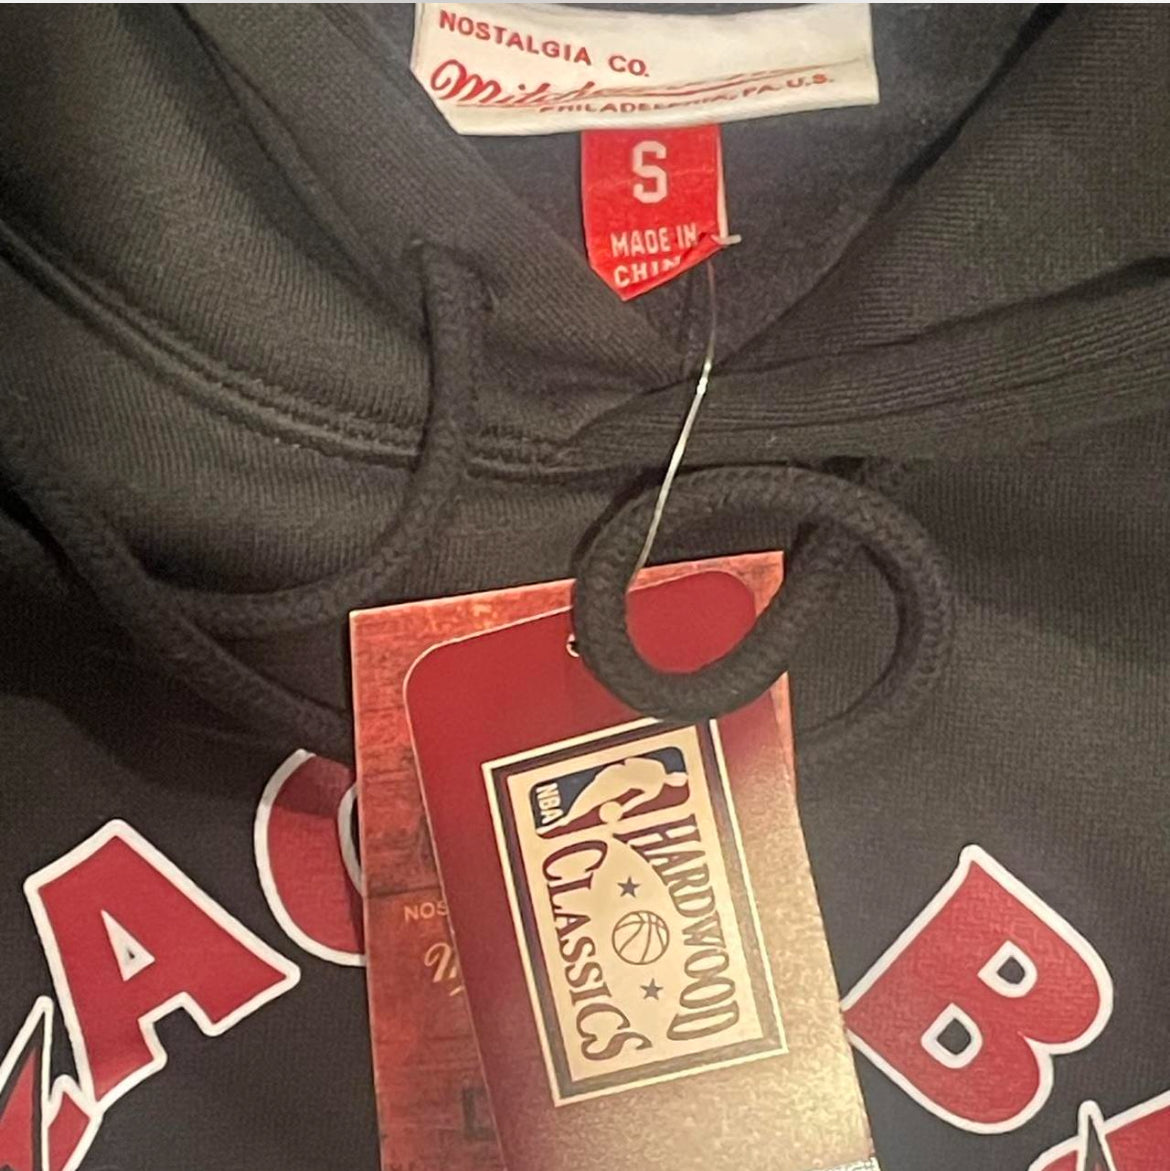 NOSTALGIA CO.
PHILADELPHIA, PA. U.S.
S
MADE IN
CHIN
NBA
HARDWOOD
CLASSICS
NOS
A
B